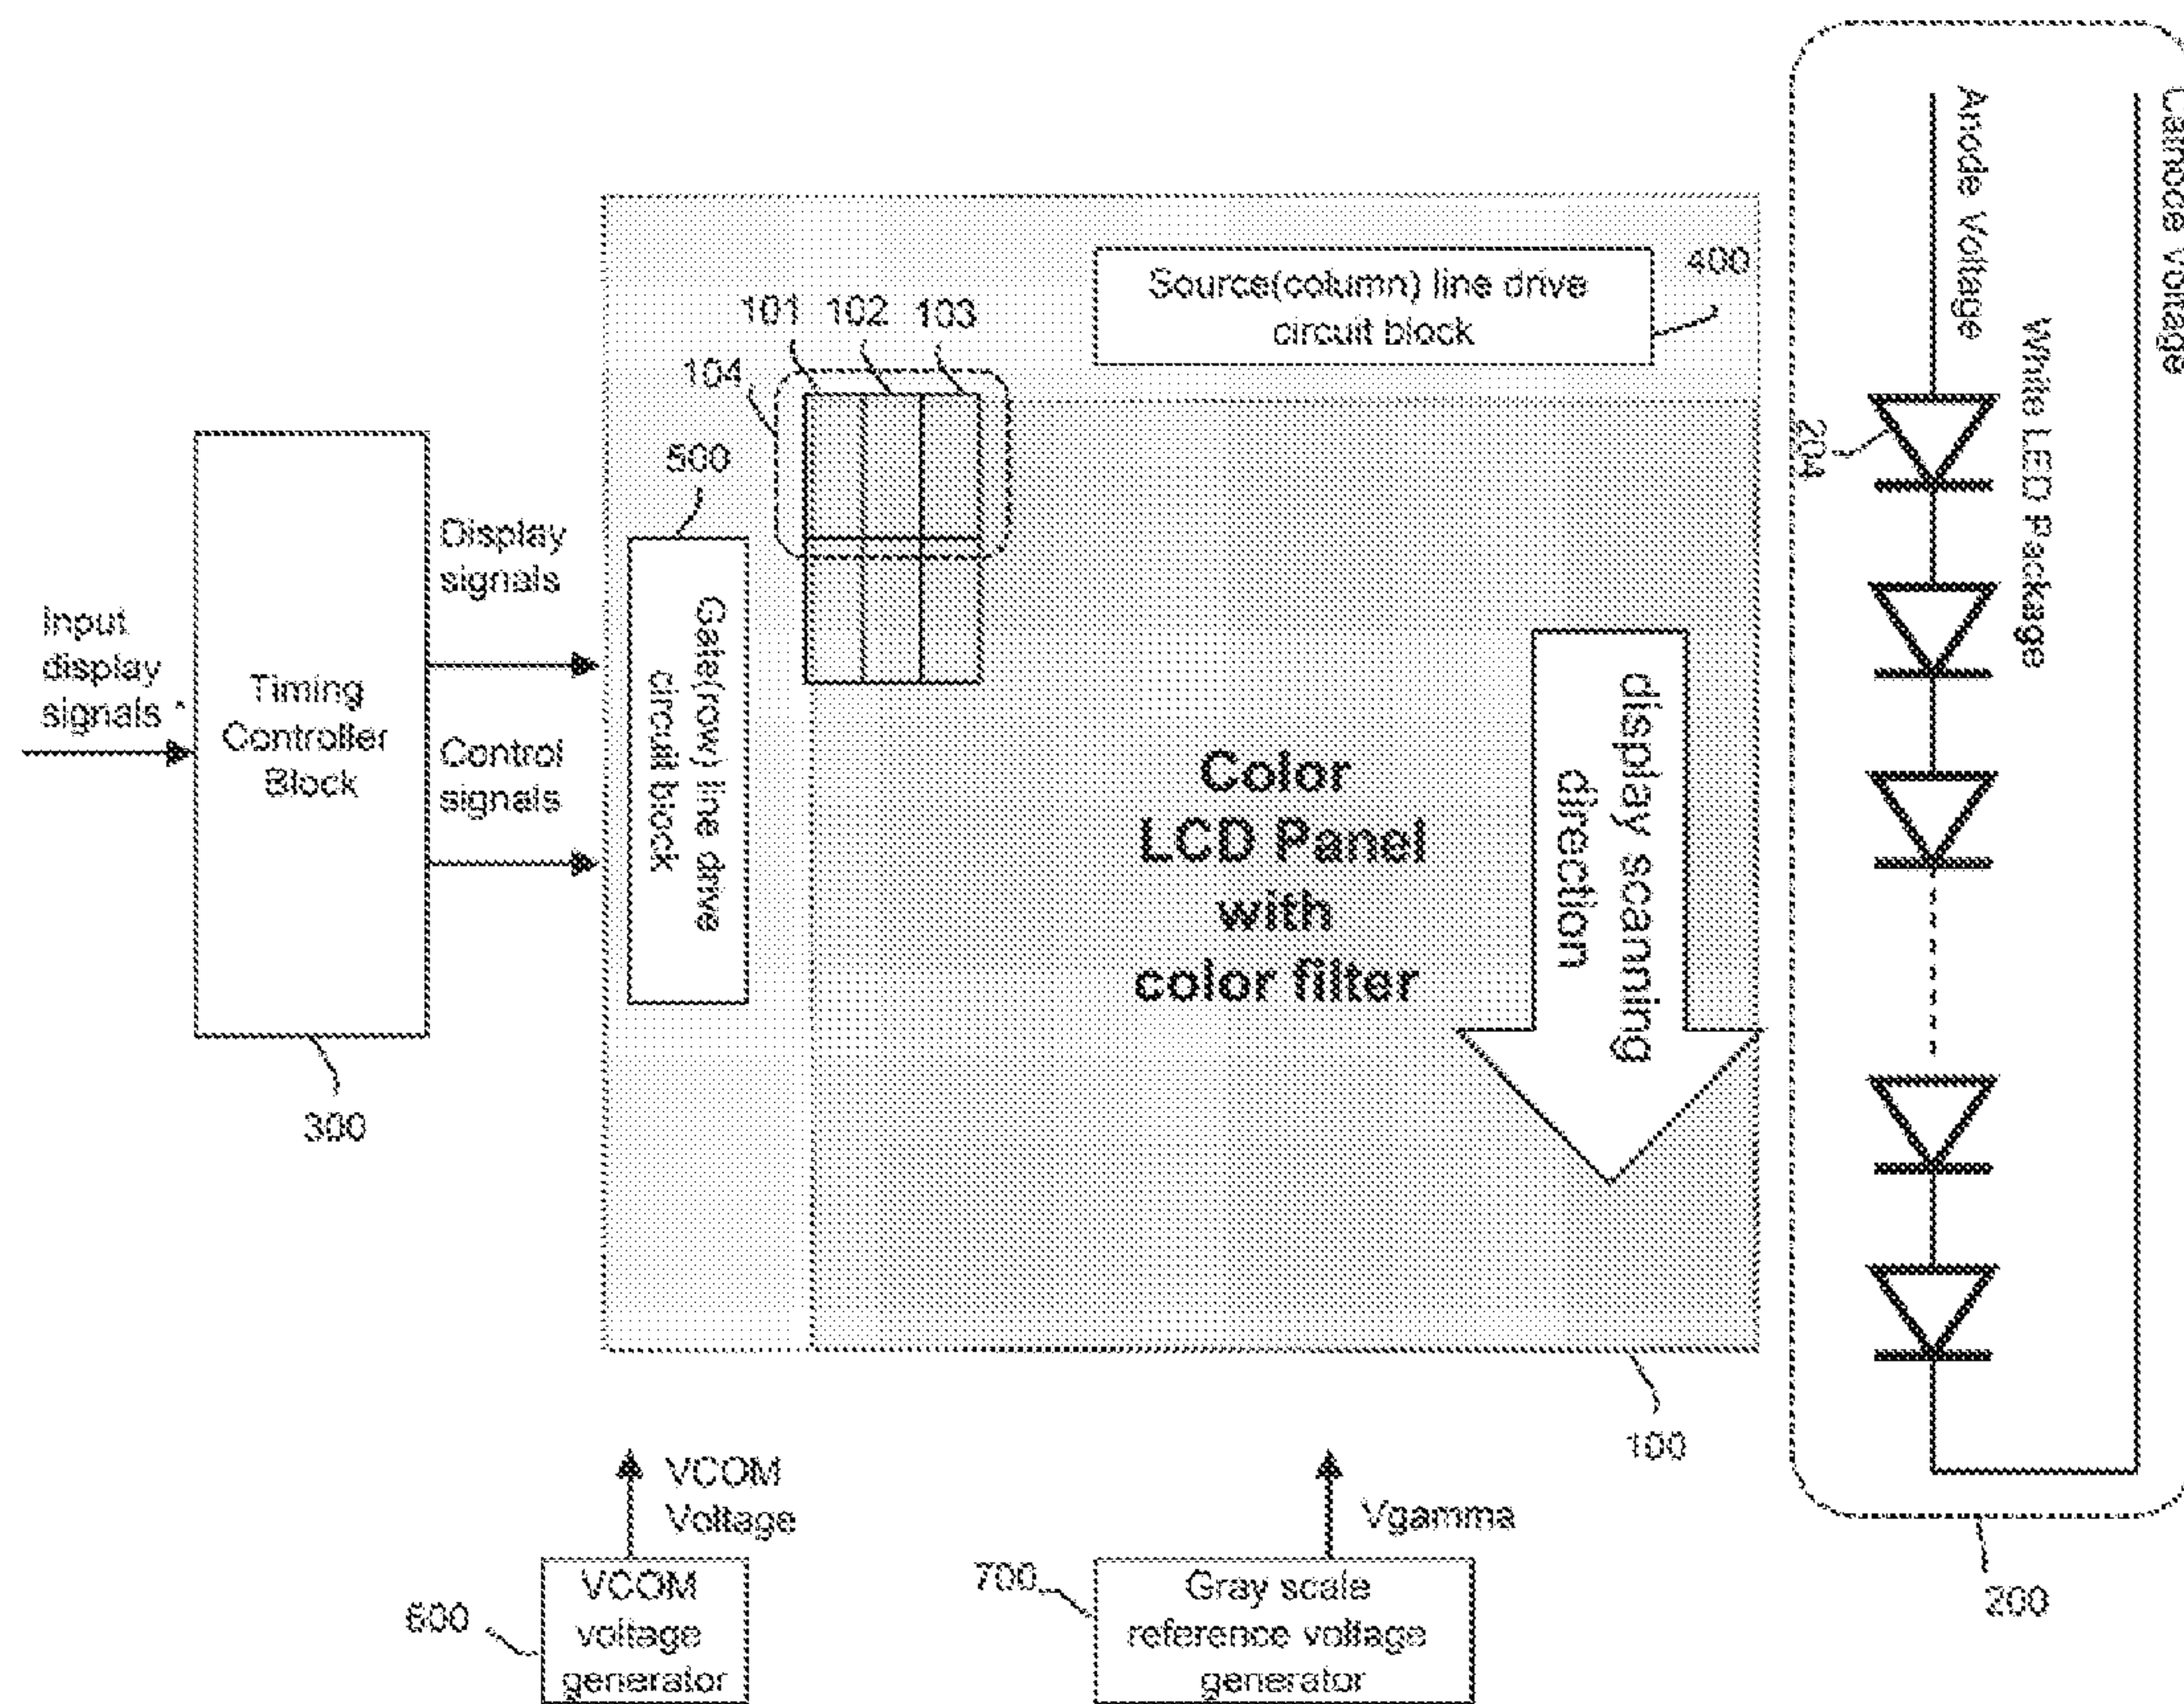 Cathode Voltage
Anode Voltage
White LED Package
204
Source(column) line drive
circuit block
400
101 102 103
104
500
Gate(row) line drive
circuit block
Input
display
signals
Timing
Controller
Block
300
Display
signals
Control
signals
Color
LCD Panel
with
color filter
display scanning
direction
100
200
VCOM
Voltage
Vgamma
600
VCOM
voltage
generator
700
Gray scale
reference voltage
generator